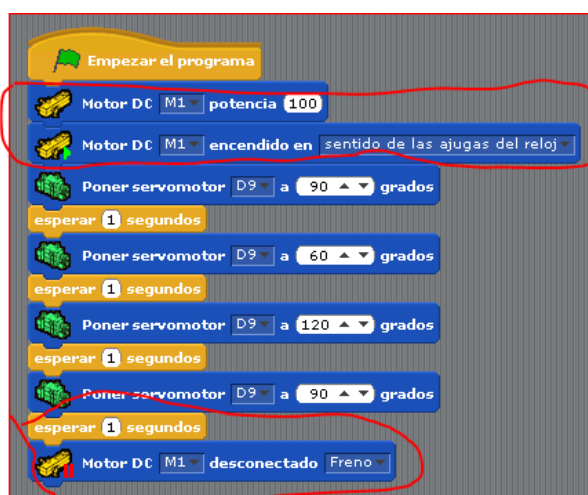 Empezar el programa
Motor DC M1 potencia 100
Motor DC M1 encendido en sentido de las ajugas del reloj
Poner servomotor D9 a 90 grados
esperar 1 segundos
Poner servomotor D9 a 60 grados
esperar 1 segundos
Poner servomotor D9 a 120 grados
esperar 1 segundos
Poner servomotor D9 a 90 grados
esperar 1 segundos
Motor DC M1 desconectado Freno